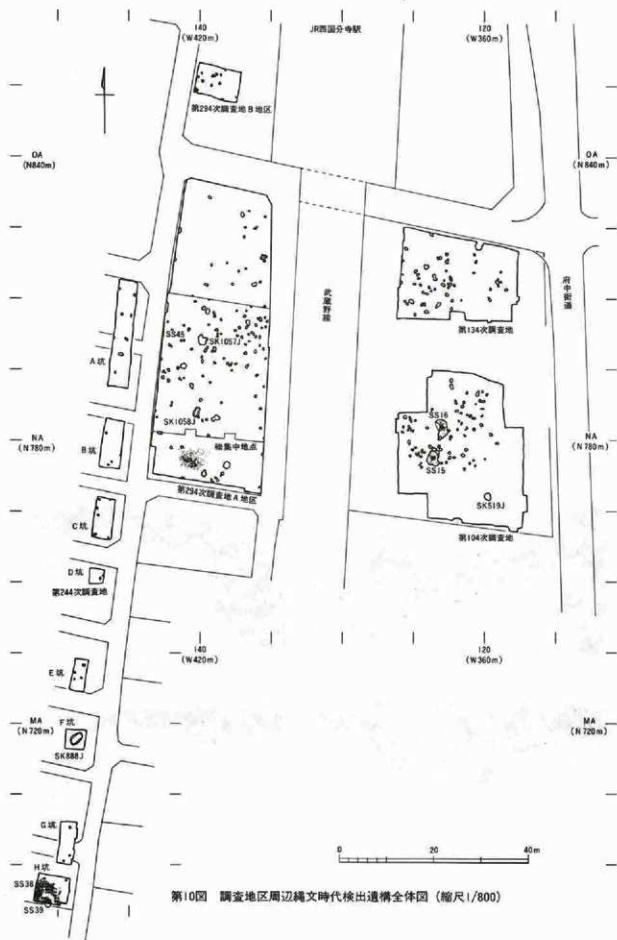 140
(W420m)
JR西国分寺駅
120
(W360m)
第294次調査地B地区
OA
(N840m)
OA
(N840m)
武蔵野線
府中街道
第134次調査地
SS45
SK1057J
A坑
SK1058J
礫集中地点
NA
(N780m)
B坑
SS16
SS15
NA
(N780m)
第294次調査地A地区
SK519J
C坑
第104次調査地
D坑
第244次調査地
140
(W420m)
120
(W360m)
E坑
MA
(N720m)
F坑
SK888J
MA
(N720m)
G坑
H坑
SS38
SS39
0 20 40m
第10図 調査地区周辺縄文時代検出遺構全体図(縮尺1/800)